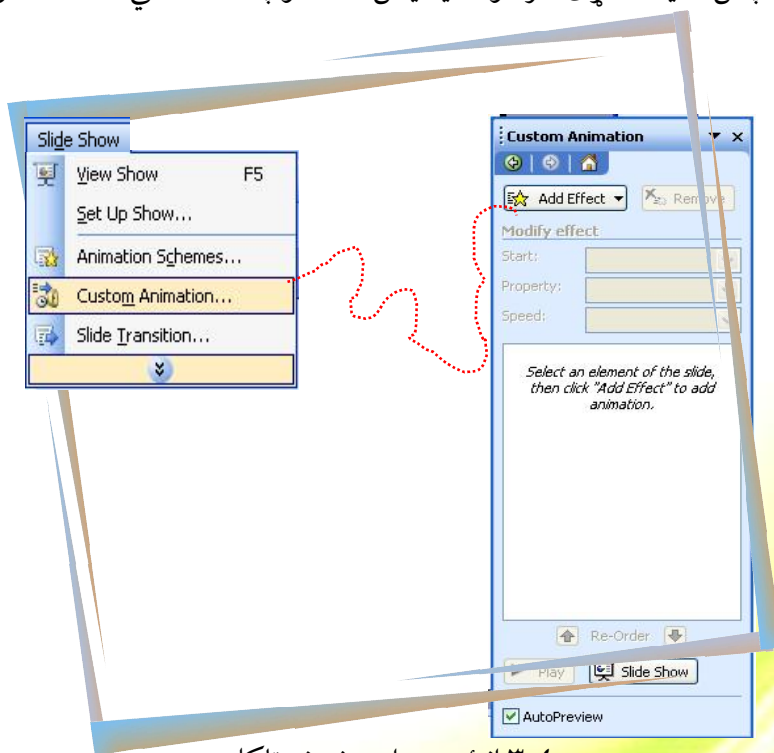 Slide Show
View Show F5
Set Up Show...
Animation Schemes...
Custom Animation...
Slide Transition...
Custom Animation
Add Effect
Remove
Modify effect
Start:
Property:
Speed:
Select an element of the slide,
then click "Add Effect" to add
animation.
Re-Order
Play
Slide Show
AutoPreview